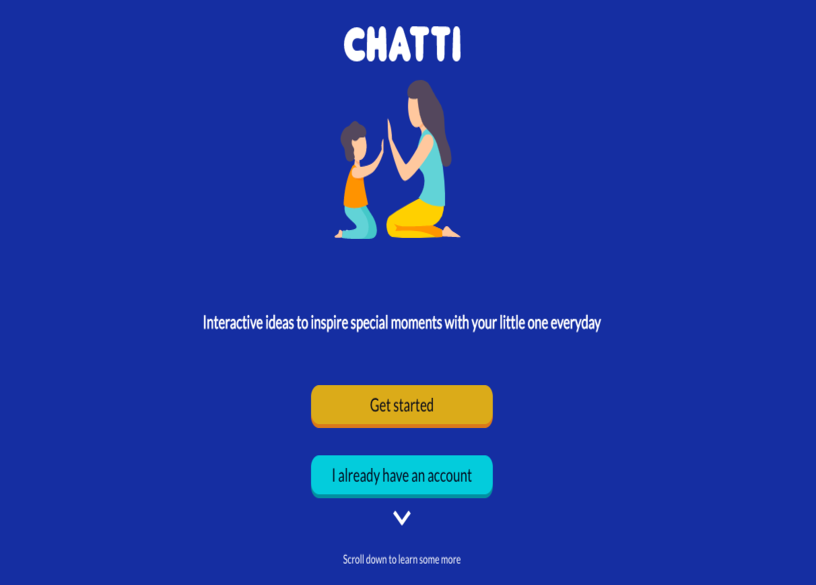 CHATTI
Interactive ideas to inspire special moments with your little one everyday
Get started
I already have an account
Scroll down to learn some more